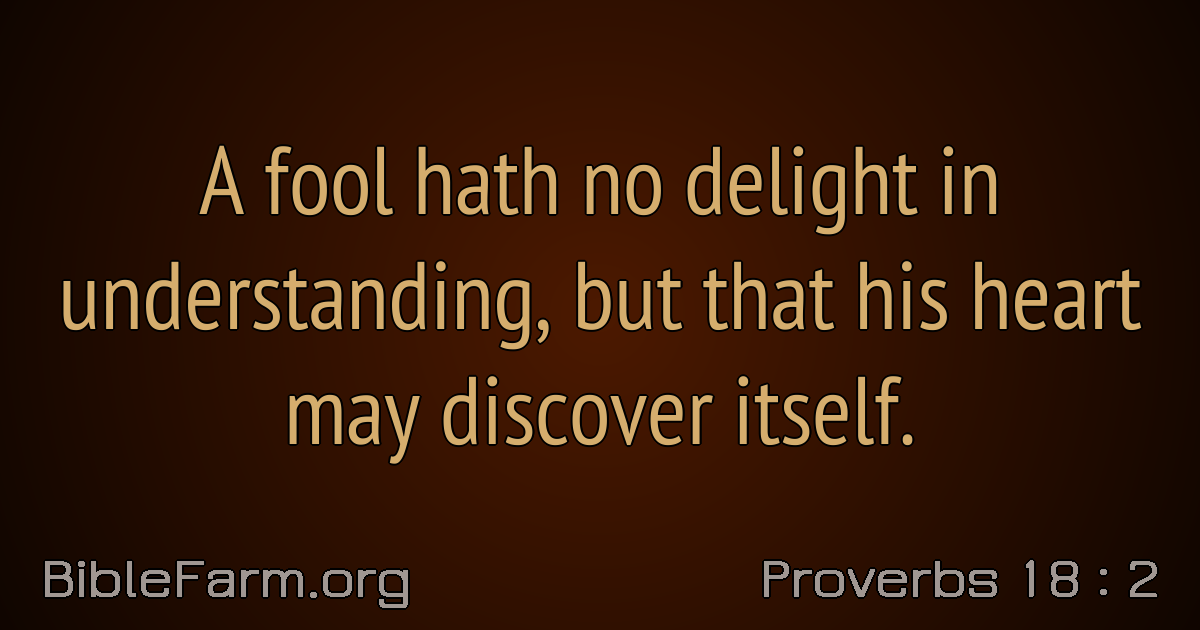 A fool hath no delight in
understanding, but that his heart
may discover itself.
BibleFarm.org
Proverbs 18 : 2